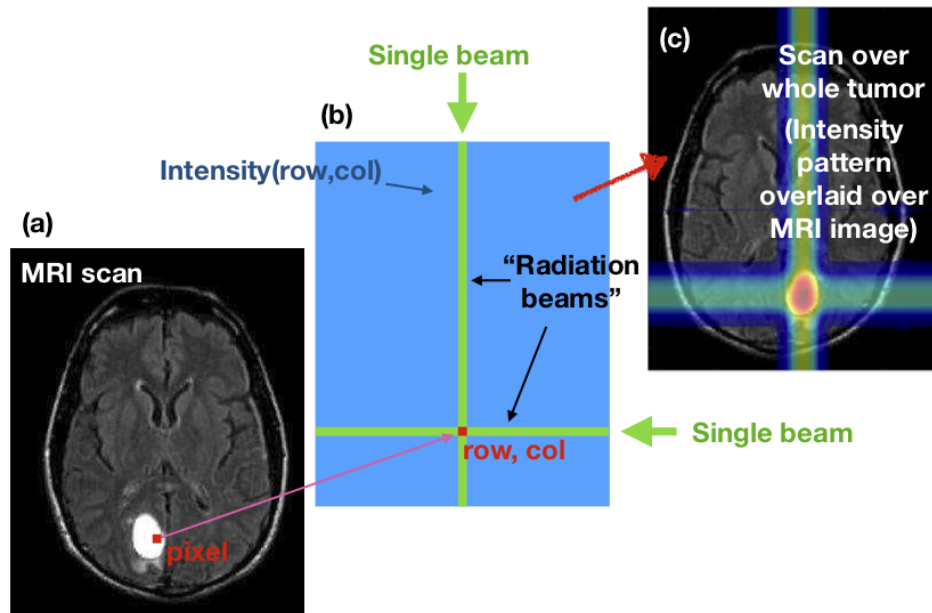 (a)
MRI scan
pixel
(b)
Single beam
Intensity(row,col)
“Radiation
beams”
row, col
Single beam
(c)
Scan over
whole tumor
(Intensity
pattern
overlaid over
MRI image)